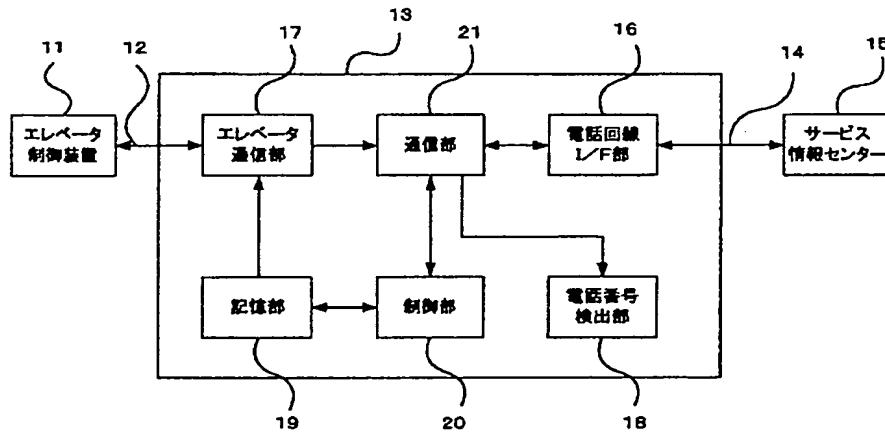 11
12
17
13
21
16
14
15
エレベータ
制御装置
エレベータ
通信部
通信部
電話回線
I/F部
サービス
情報センター
記憶部
制御部
電話番号
検出部
19
20
18